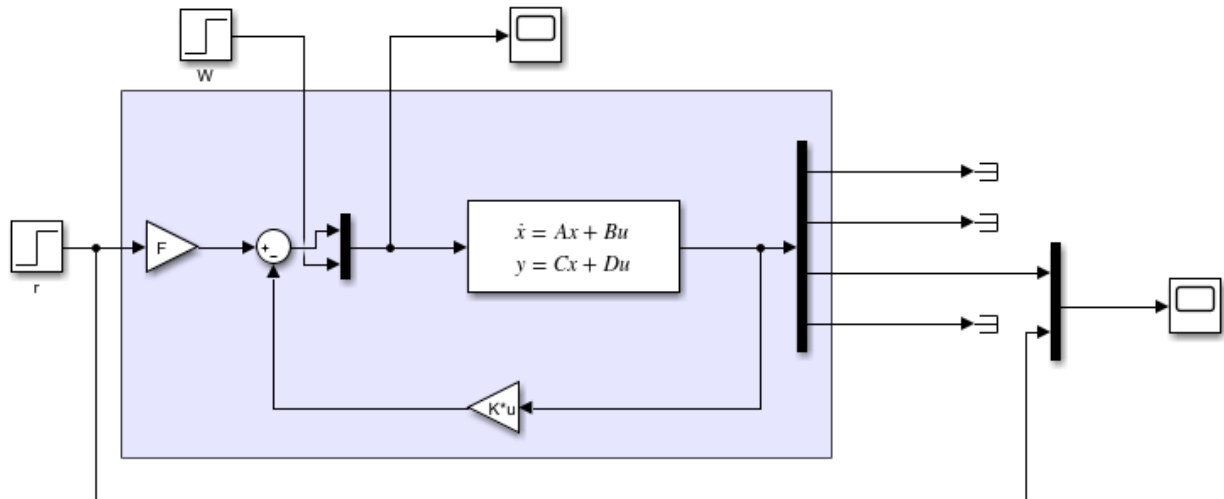 W
r
F
+
−
ẋ = Ax + Bu
y = Cx + Du
K*u